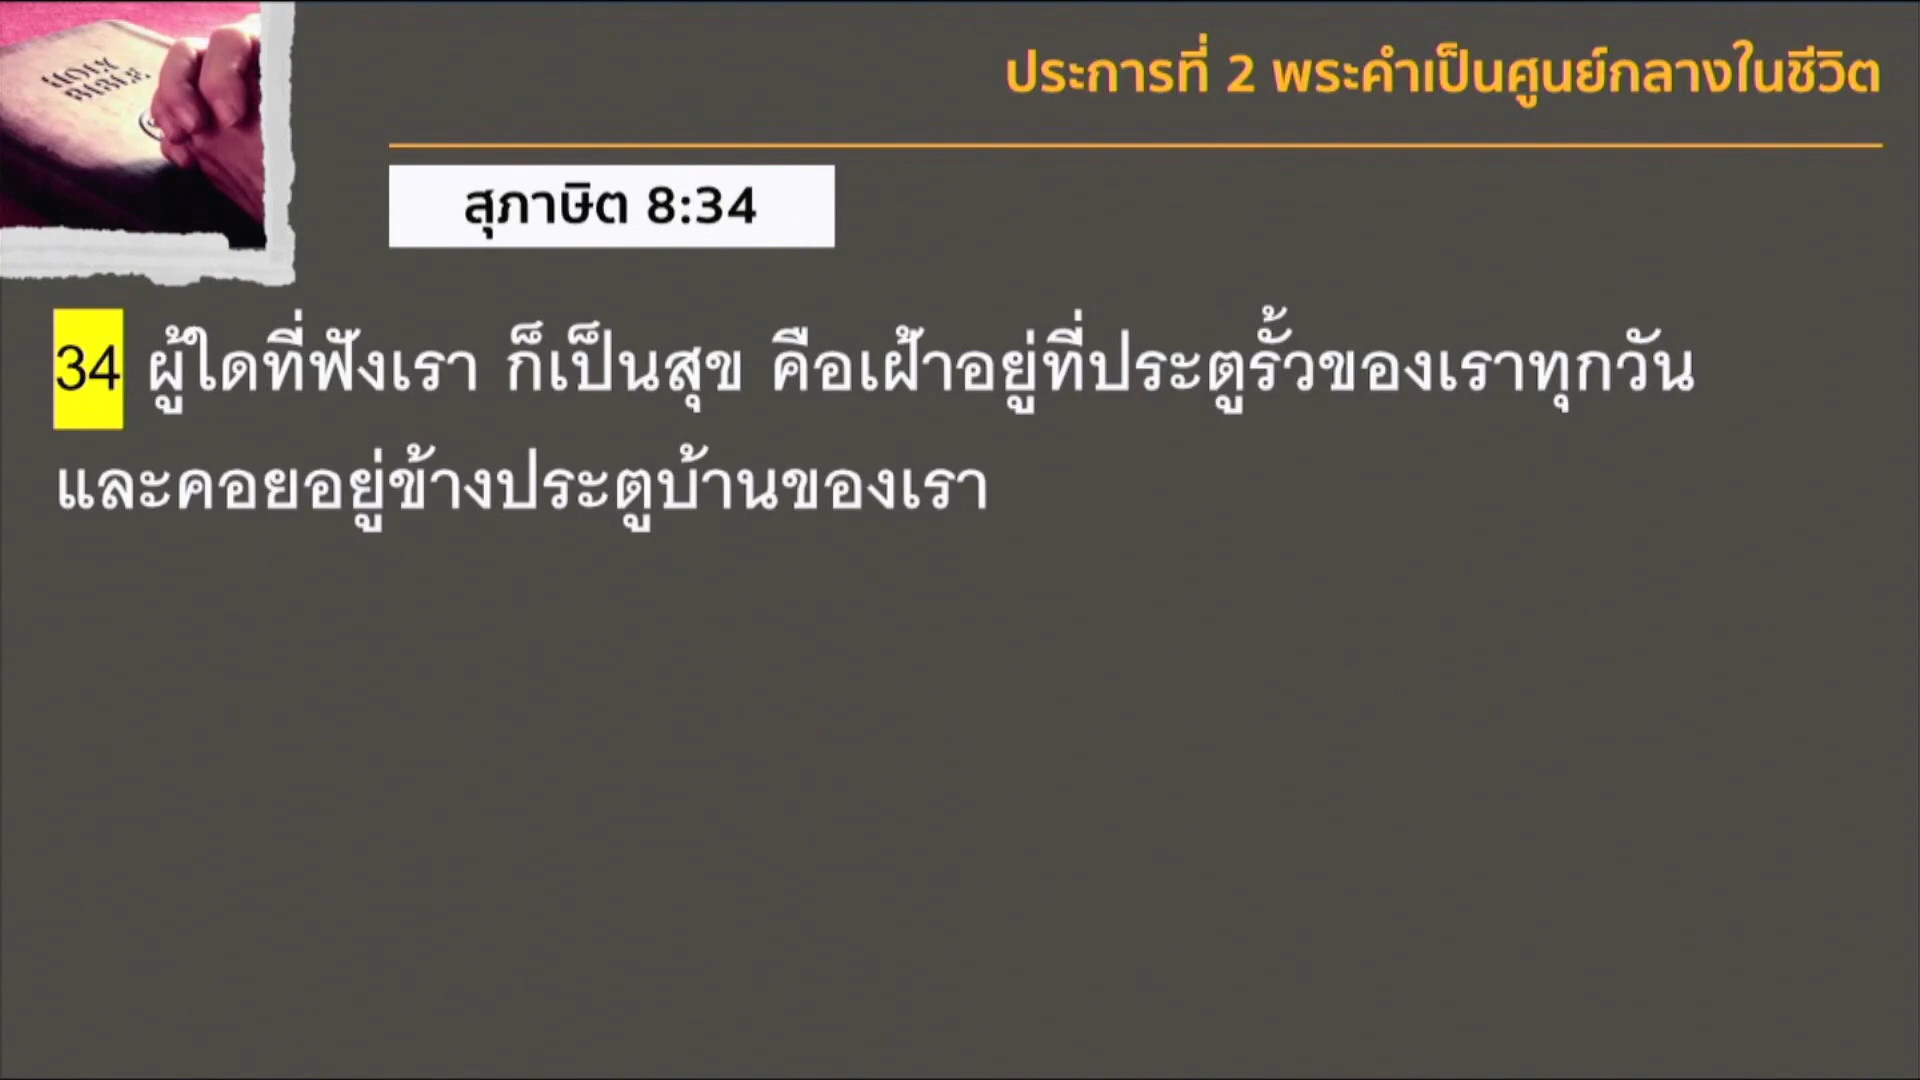 HOLY
BIBLE
ประการที่ 2 พระคำเป็นศูนย์กลางในชีวิต
สุภาษิต 8:34
34 ผู้ใดที่ฟังเรา ก็เป็นสุข คือเฝ้าอยู่ที่ประตูรั้วของเราทุกวัน
และคอยอยู่ข้างประตูบ้านของเรา